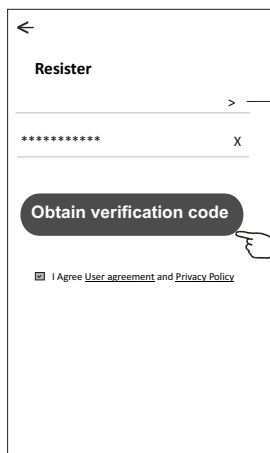 Resister
>
*********** X
Obtain verification code
I Agree User agreement and Privacy Policy